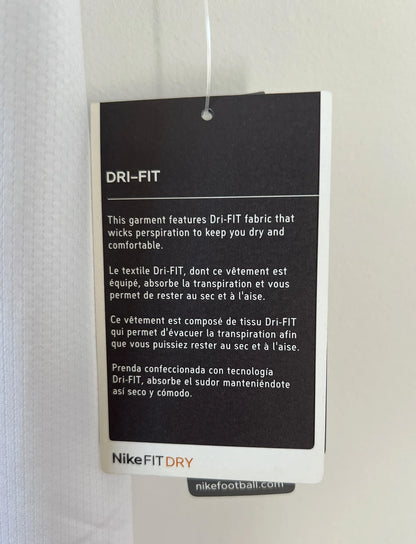 DRI-FIT
This garment features Dri-FIT fabric that
wicks perspiration to keep you dry and
comfortable.
Le textile Dri-FIT, dont ce vêtement est
équipé, absorbe la transpiration et vous
permet de rester au sec et à l'aise.
Ce vêtement est composé de tissu Dri-FIT
qui permet d'évacuer la transpiration afin
que vous puissiez rester au sec et à l'aise.
Prenda confeccionada con tecnología
Dri-FIT, absorbe el sudor manteniéndote
así seco y cómodo.
NikeFIT DRY
nikefootball.com